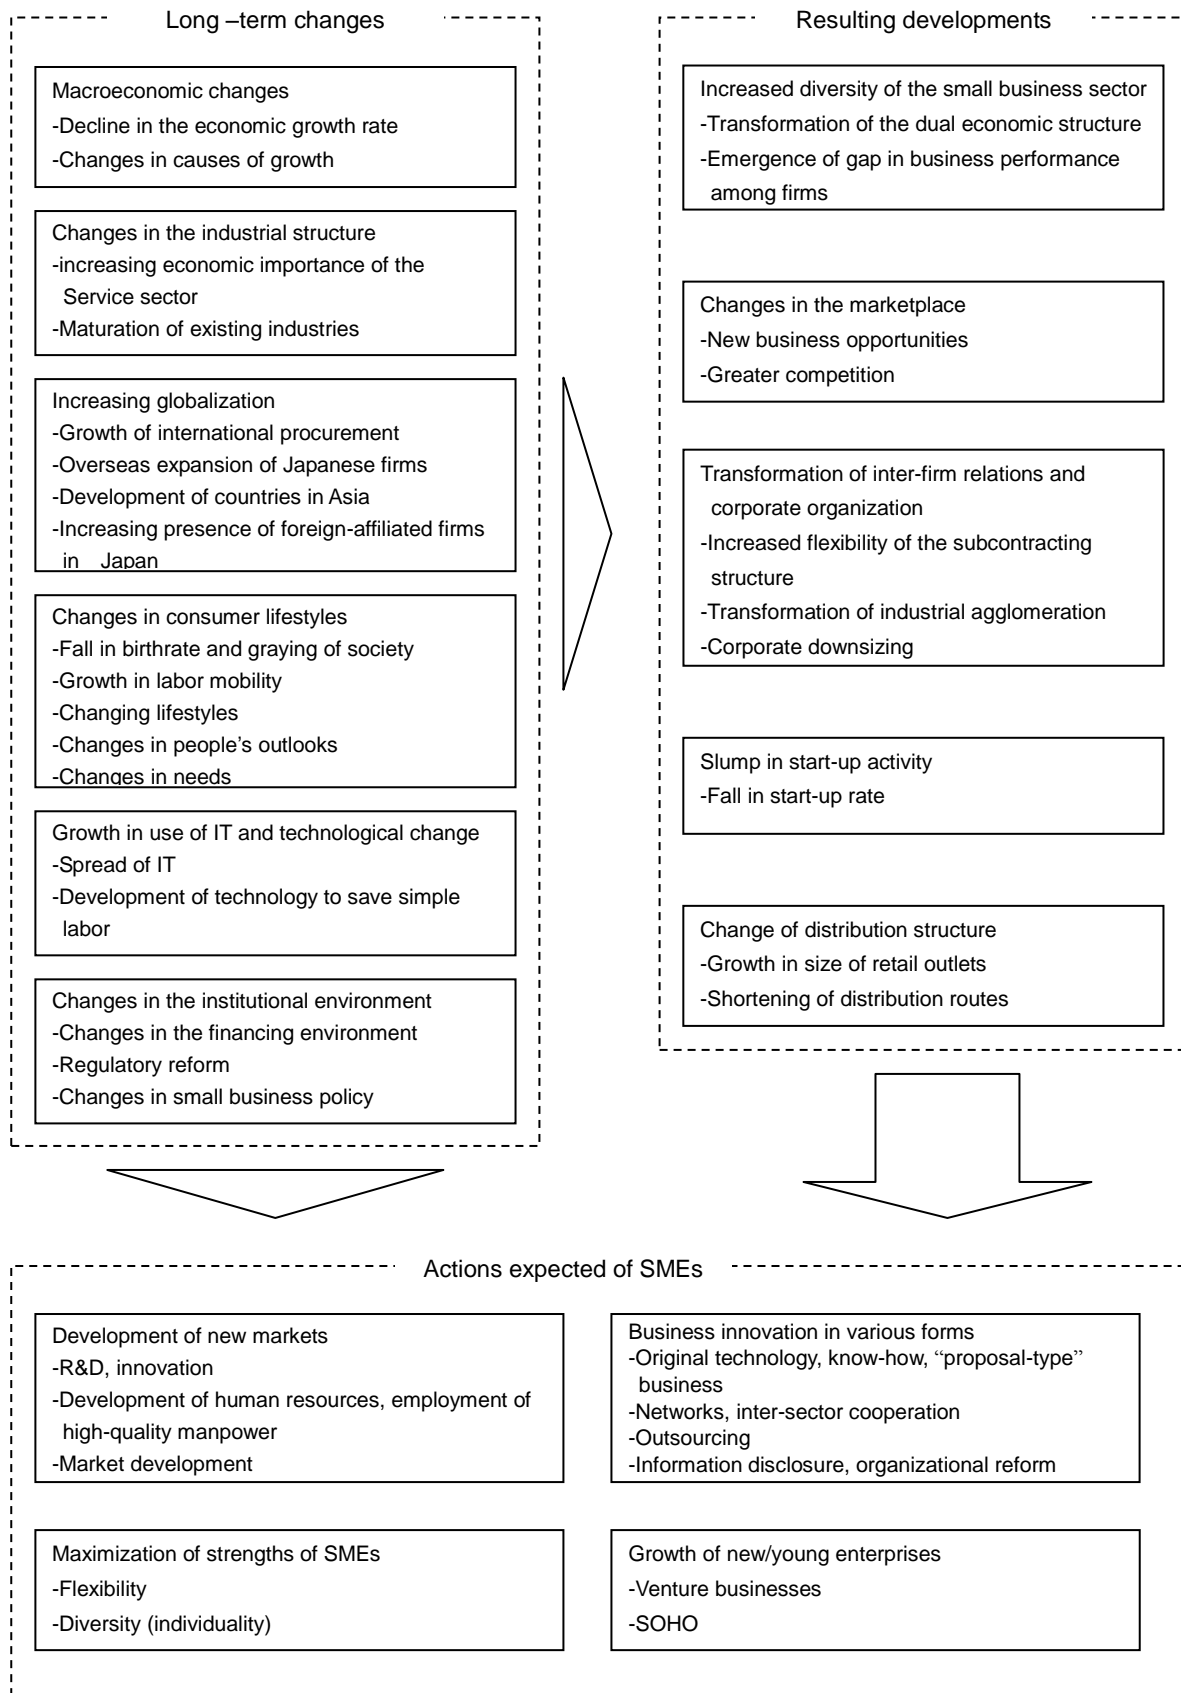 Long –term changes
Macroeconomic changes
-Decline in the economic growth rate
-Changes in causes of growth
Changes in the industrial structure
-increasing economic importance of the
Service sector
-Maturation of existing industries
Increasing globalization
-Growth of international procurement
-Overseas expansion of Japanese firms
-Development of countries in Asia
-Increasing presence of foreign-affiliated firms
in Japan
Changes in consumer lifestyles
-Fall in birthrate and graying of society
-Growth in labor mobility
-Changing lifestyles
-Changes in people's outlooks
-Changes in needs
Growth in use of IT and technological change
-Spread of IT
-Development of technology to save simple
labor
Changes in the institutional environment
-Changes in the financing environment
-Regulatory reform
-Changes in small business policy
Resulting developments
Increased diversity of the small business sector
-Transformation of the dual economic structure
-Emergence of gap in business performance
among firms
Changes in the marketplace
-New business opportunities
-Greater competition
Transformation of inter-firm relations and
corporate organization
-Increased flexibility of the subcontracting
structure
-Transformation of industrial agglomeration
-Corporate downsizing
Slump in start-up activity
-Fall in start-up rate
Change of distribution structure
-Growth in size of retail outlets
-Shortening of distribution routes
Actions expected of SMEs
Development of new markets
-R&D, innovation
-Development of human resources, employment of
high-quality manpower
-Market development
Business innovation in various forms
-Original technology, know-how, “proposal-type”
business
-Networks, inter-sector cooperation
-Outsourcing
-Information disclosure, organizational reform
Maximization of strengths of SMEs
-Flexibility
-Diversity (individuality)
Growth of new/young enterprises
-Venture businesses
-SOHO